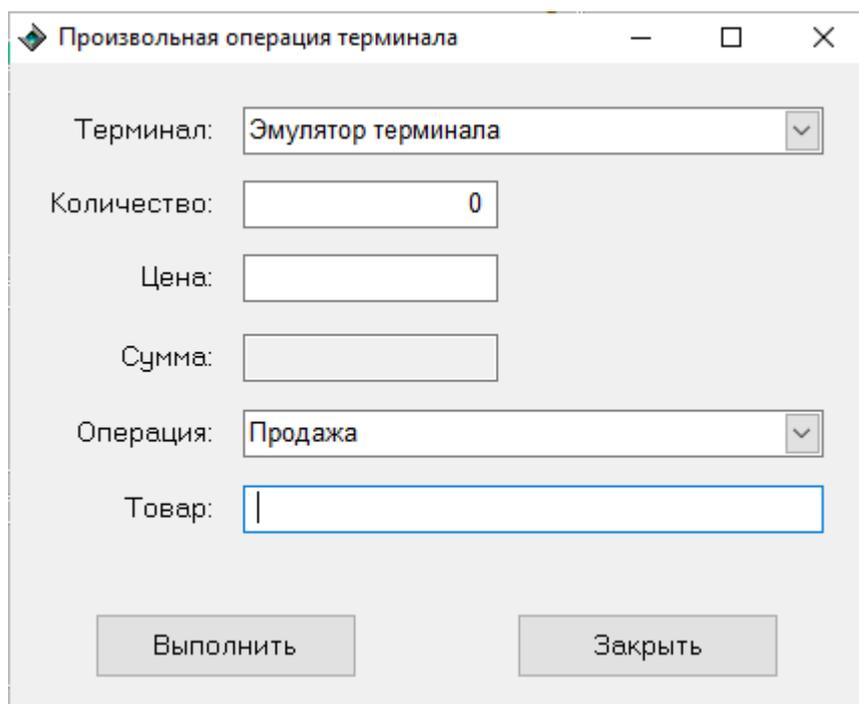 Произвольная операция терминала
Терминал: Эмулятор терминала
Количество: 0
Цена:
Сумма:
Операция: Продажа
Товар:
Выполнить Закрыть